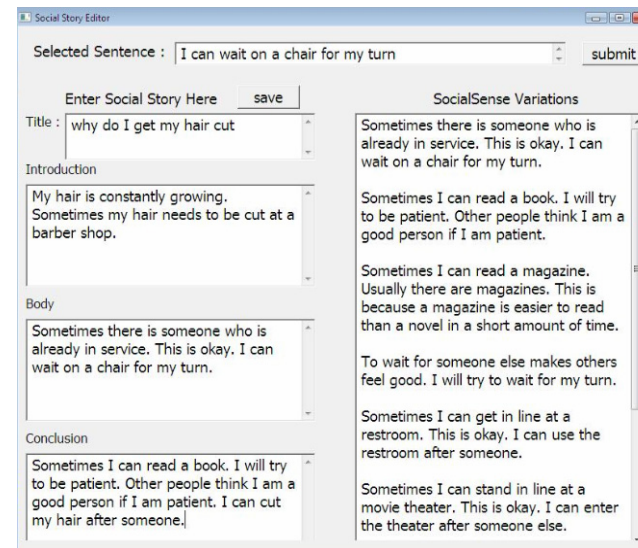 Social Story Editor
Selected Sentence :
I can wait on a chair for my turn
submit
Enter Social Story Here
save
Title :
why do I get my hair cut
Introduction
My hair is constantly growing.
Sometimes my hair needs to be cut at a
barber shop.
Body
Sometimes there is someone who is
already in service. This is okay. I can
wait on a chair for my turn.
Conclusion
Sometimes I can read a book. I will try
to be patient. Other people think I am a
good person if I am patient. I can cut
my hair after someone.
SocialSense Variations
Sometimes there is someone who is
already in service. This is okay. I can
wait on a chair for my turn.
Sometimes I can read a book. I will try
to be patient. Other people think I am a
good person if I am patient.
Sometimes I can read a magazine.
Usually there are magazines. This is
because a magazine is easier to read
than a novel in a short amount of time.
To wait for someone else makes others
feel good. I will try to wait for my turn.
Sometimes I can get in line at a
restroom. This is okay. I can use the
restroom after someone.
Sometimes I can stand in line at a
movie theater. This is okay. I can enter
the theater after someone else.